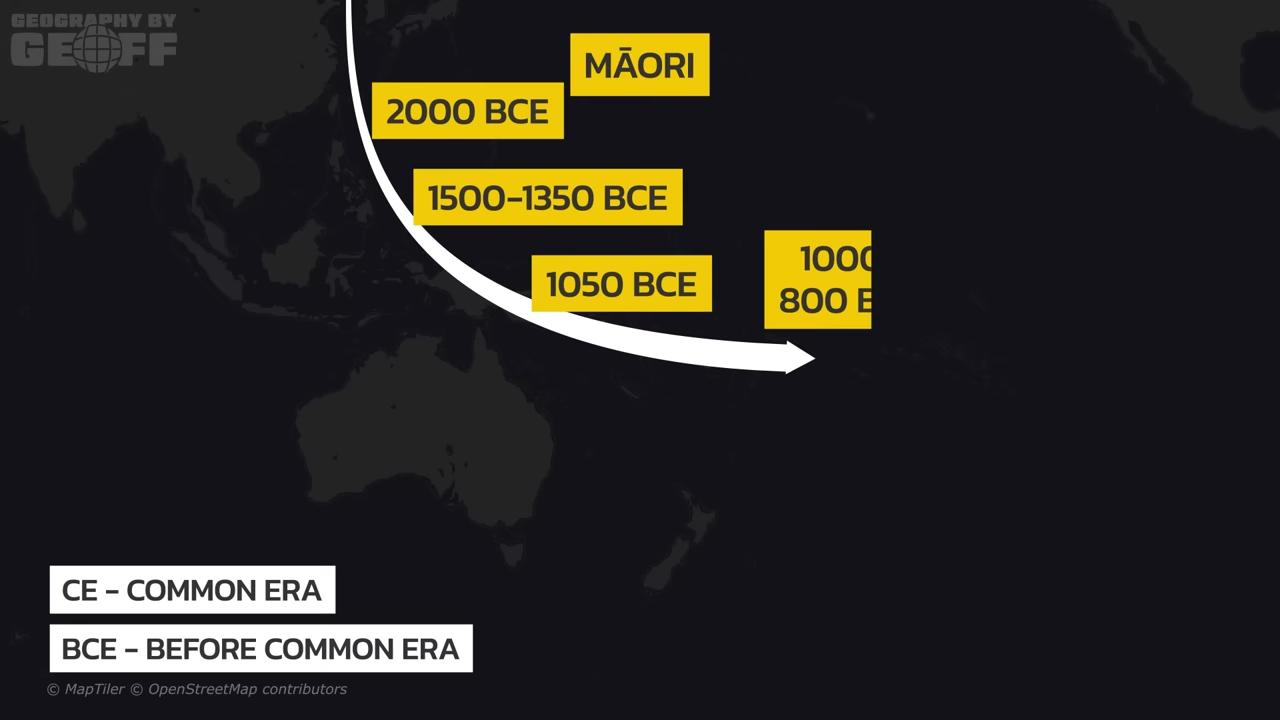 GEOGRAPHY BY
GEOFF
MĀORI
2000 BCE
1500-1350 BCE
1050 BCE
800
CE - COMMON ERA
BCE - BEFORE COMMON ERA
© MapTiler © OpenStreetMap contributors